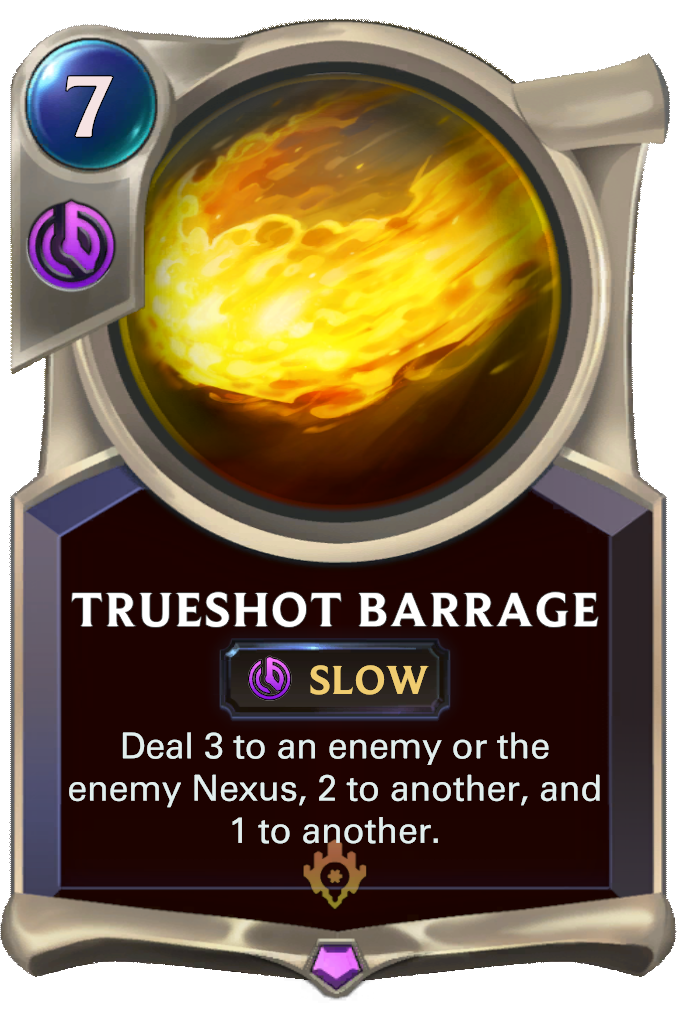 7
TRUESHOT BARRAGE
SLOW
Deal 3 to an enemy or the
enemy Nexus, 2 to another, and
1 to another.